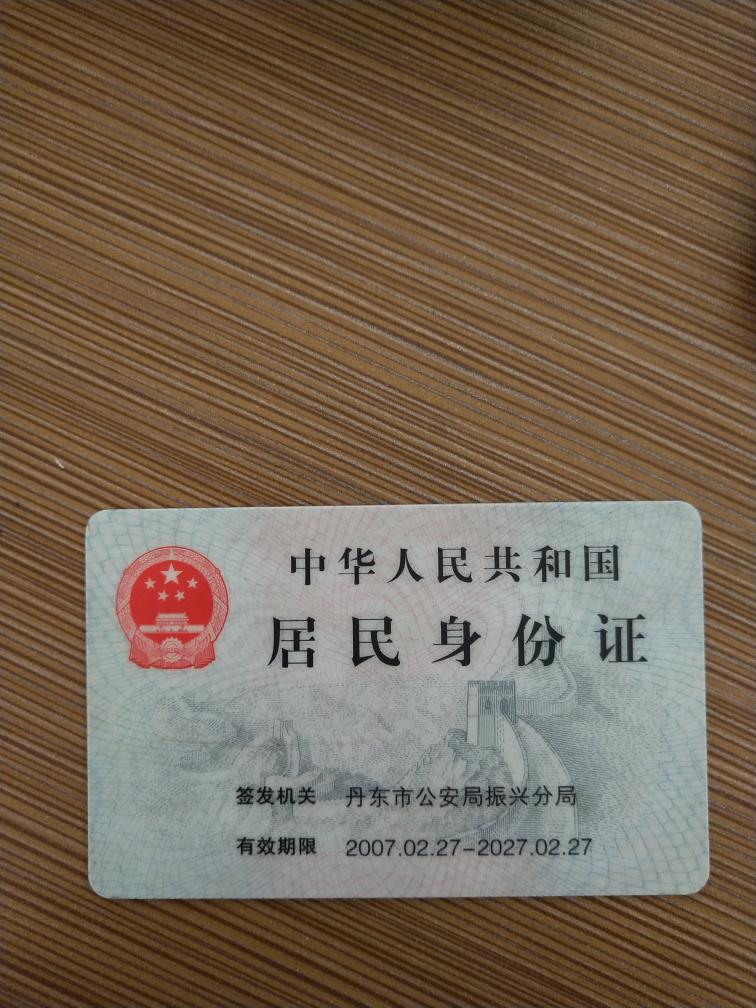 中华人民共和国
居民身份证
签发机关 丹东市公安局振兴分局
有效期限 2007.02.27-2027.02.27